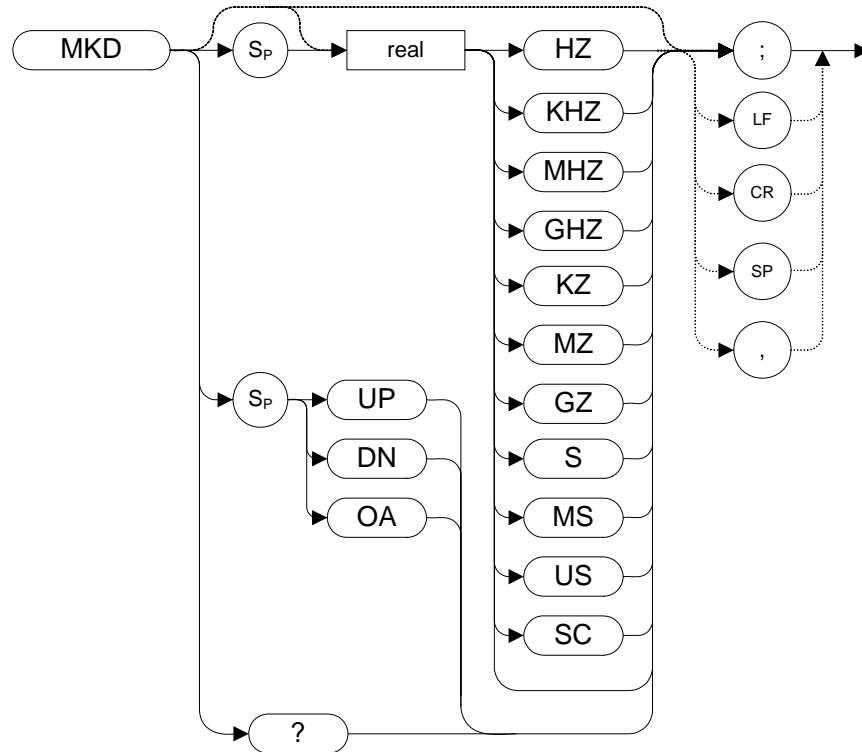 MKD
SP
real
HZ
;
KHZ
LF
MHZ
CR
GHZ
KZ
SP
MZ
,
SP
UP
GZ
DN
S
OA
MS
US
SC
?